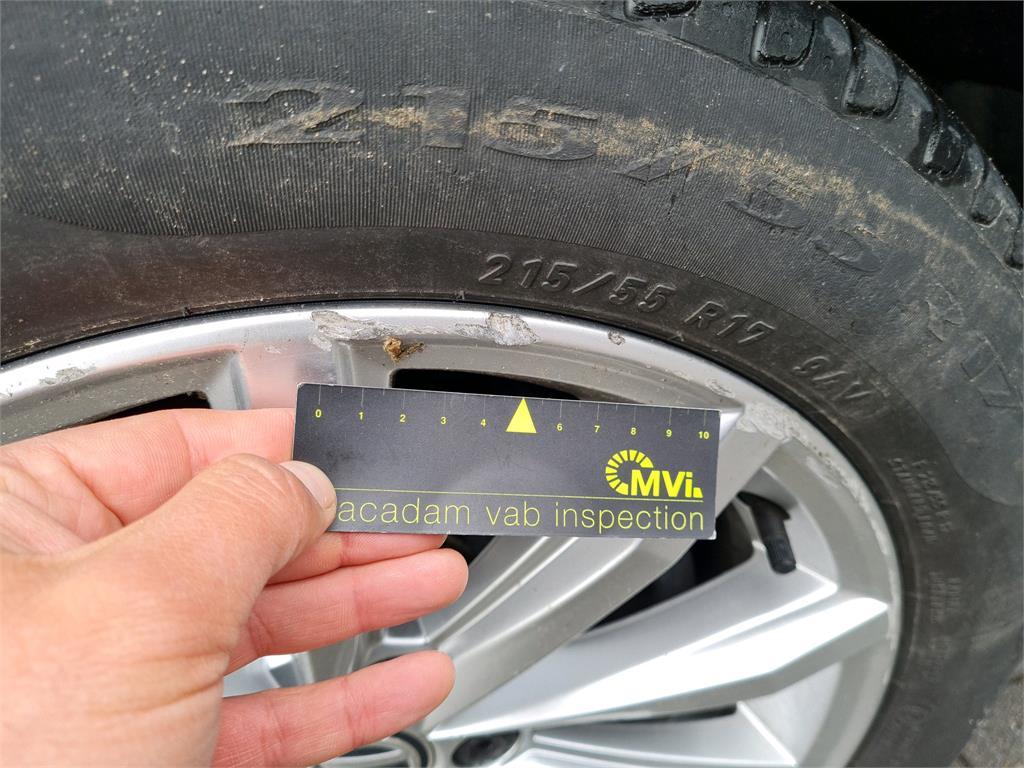 215/55 R17
215/55 R17 94V
0 1 2 3 4 6 7 8 9 10
MVi
acadam vab inspection